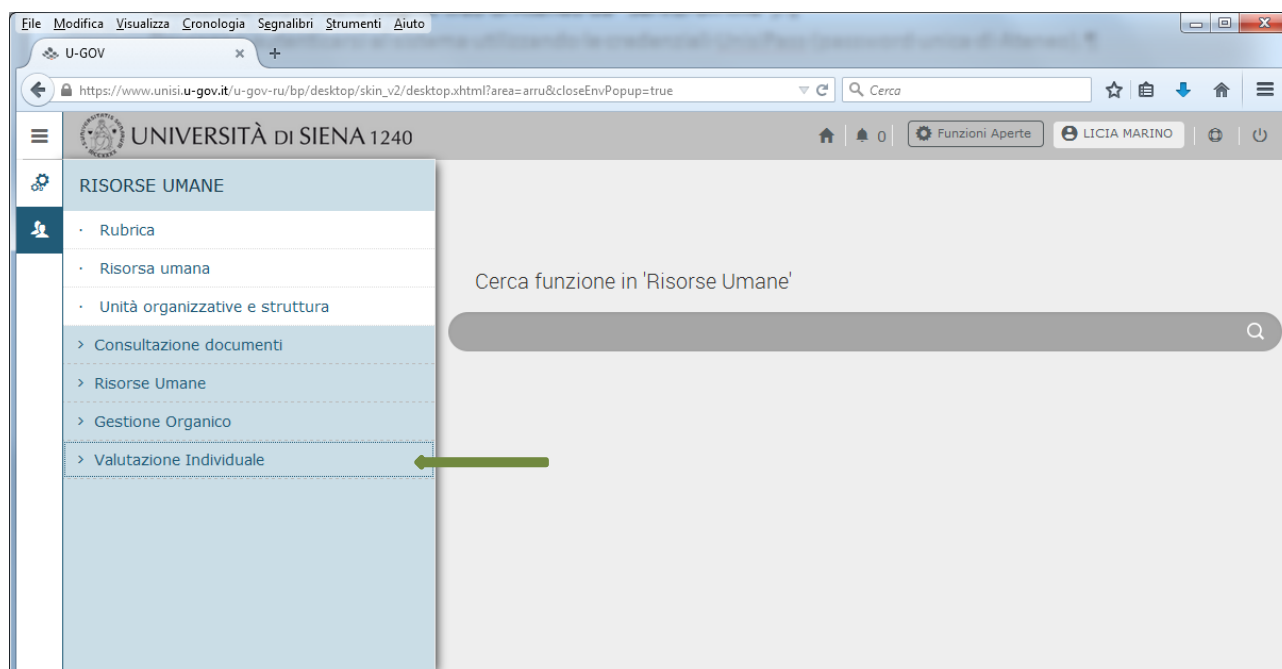 File Modifica Visualizza Cronologia Segnalibri Strumenti Aiuto
U-GOV
https://www.unisi.u-gov.it/u-gov-ru/bp/desktop/skin_v2/desktop.xhtml?area=arru&closeEnvPopup=true
Cerca
UNIVERSITÀ DI SIENA 1240
0
Funzioni Aperte
LICIA MARINO
RISORSE UMANE
· Rubrica
· Risorsa umana
· Unità organizzative e struttura
> Consultazione documenti
> Risorse Umane
> Gestione Organico
> Valutazione Individuale
Cerca funzione in 'Risorse Umane'